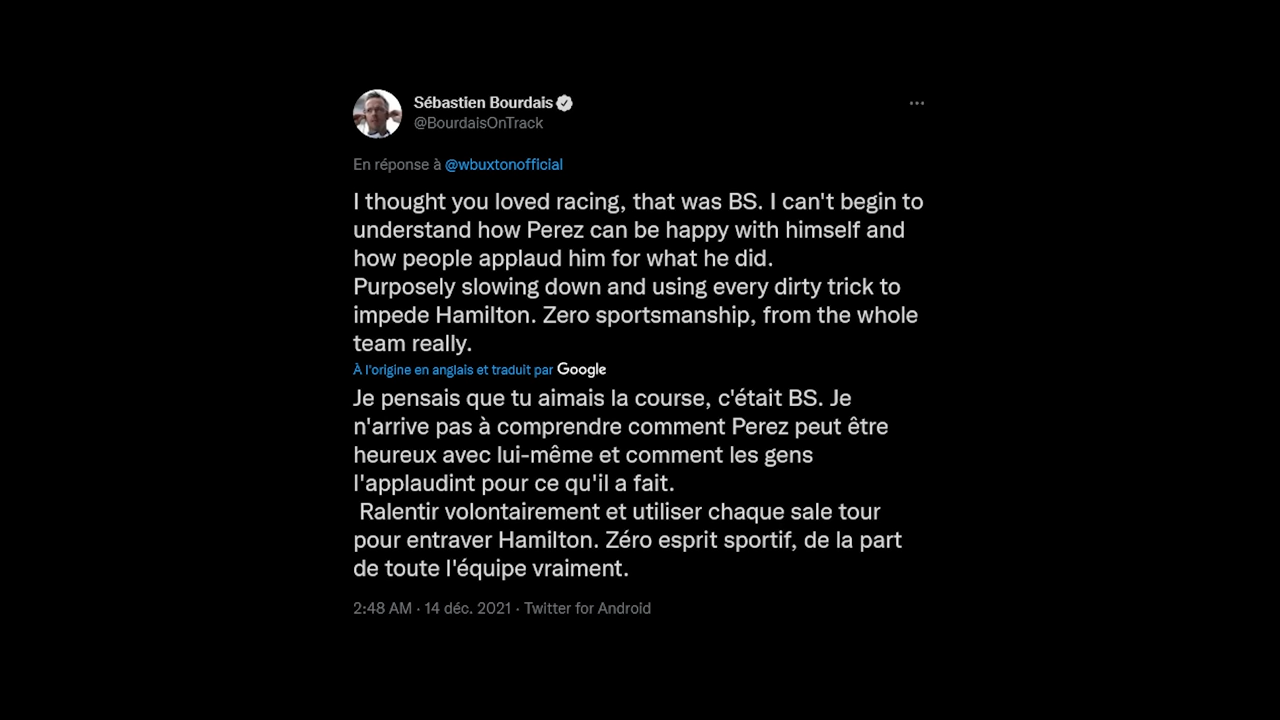 Sébastien Bourdais
@BourdaisOnTrack
En réponse à @wbuxtonofficial
I thought you loved racing, that was BS. I can't begin to
understand how Perez can be happy with himself and
how people applaud him for what he did.
Purposely slowing down and using every dirty trick to
impede Hamilton. Zero sportsmanship, from the whole
team really.
À l'origine en anglais et traduit par Google
Je pensais que tu aimais la course, c'était BS. Je
n'arrive pas à comprendre comment Perez peut être
heureux avec lui-même et comment les gens
l'applaudint pour ce qu'il a fait.
Ralentir volontairement et utiliser chaque sale tour
pour entraver Hamilton. Zéro esprit sportif, de la part
de toute l'équipe vraiment.
2:48 AM · 14 déc. 2021 · Twitter for Android